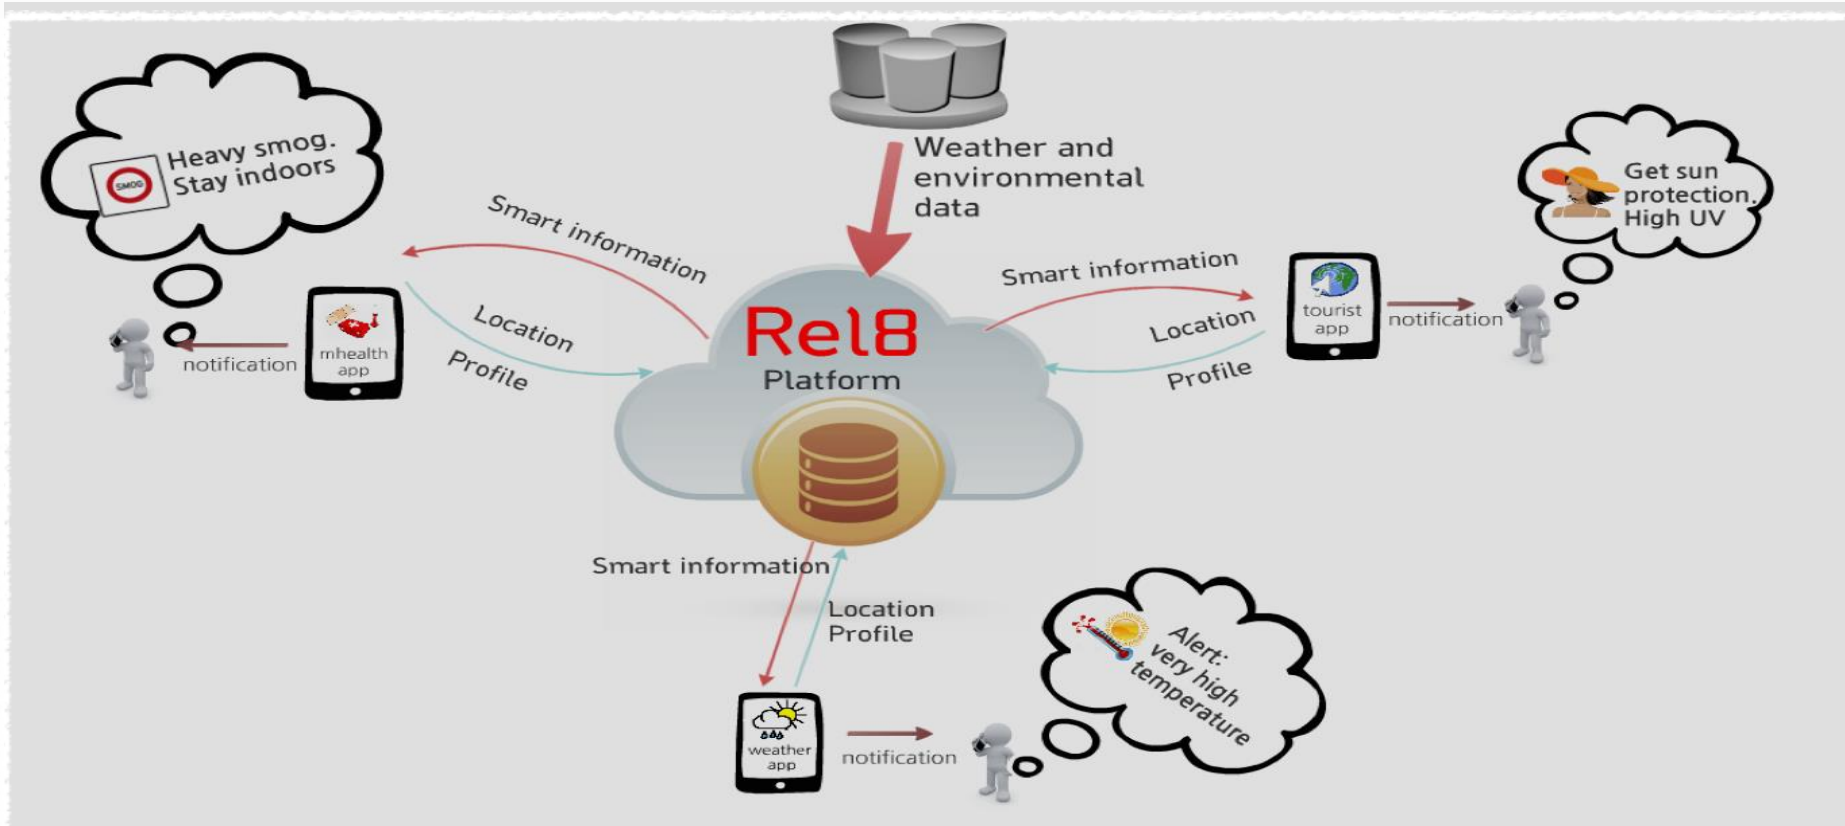 Heavy smog.
Stay indoors
SMOG
Weather and
environmental
data
Get sun
protection.
High UV
Smart information
Location
Profile
mhealth
app
notification
Rel8
Platform
Smart information
Location
Profile
tourist
app
notification
Smart information
Location
Profile
weather
app
notification
Alert:
very high
temperature